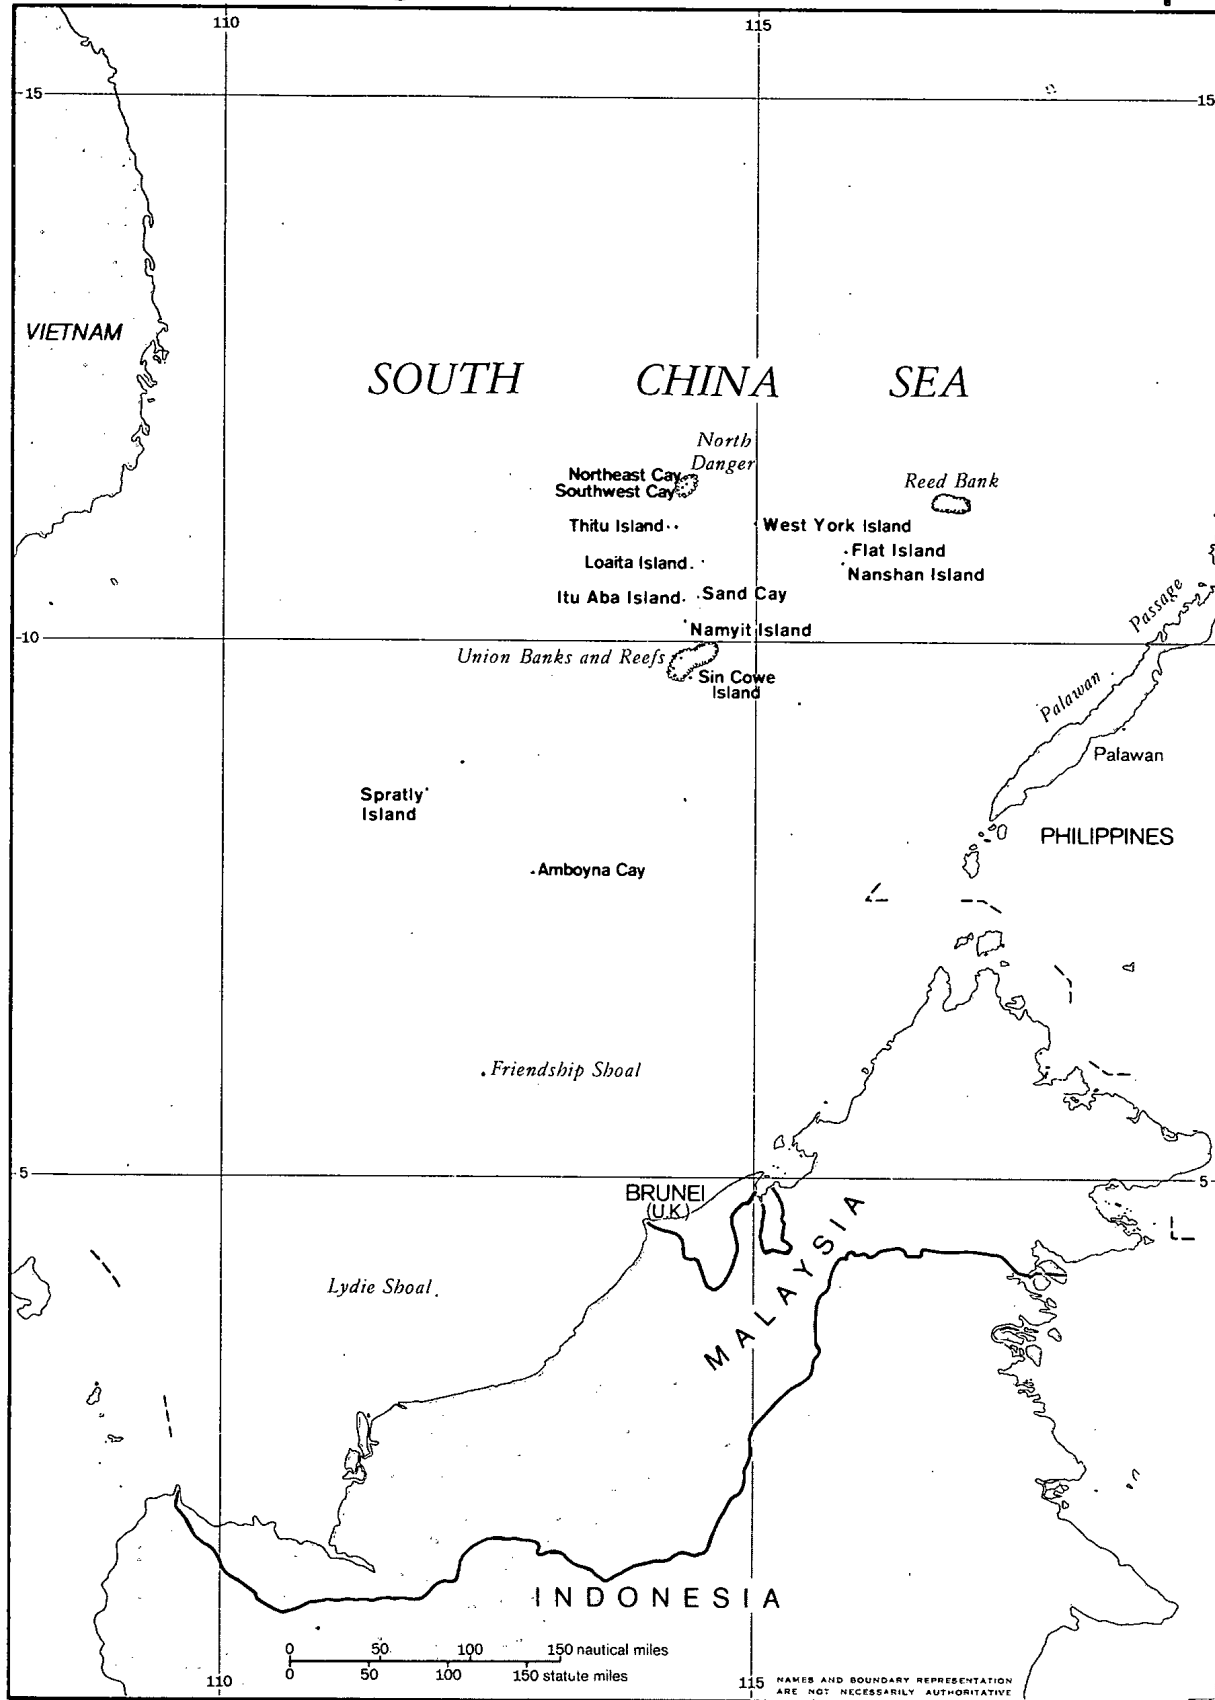 110
115
15
15
VIETNAM
SOUTH CHINA SEA
North
Danger
Northeast Cay
Southwest Cay
Reed Bank
Thitu Island
West York Island
Flat Island
Loaita Island
Nanshan Island
Itu Aba Island
Sand Cay
Passage
Namyit Island
10
Union Banks and Reefs
Sin Cowe
Island
Palawan
Palawan
Spratly
Island
PHILIPPINES
Amboyna Cay
Friendship Shoal
5
5
BRUNEI
(U.K.)
MALAYSIA
Lydie Shoal
INDONESIA
0 50 100 150 nautical miles
0 50 100 150 statute miles
110
115
NAMES AND BOUNDARY REPRESENTATION
ARE NOT NECESSARILY AUTHORITATIVE